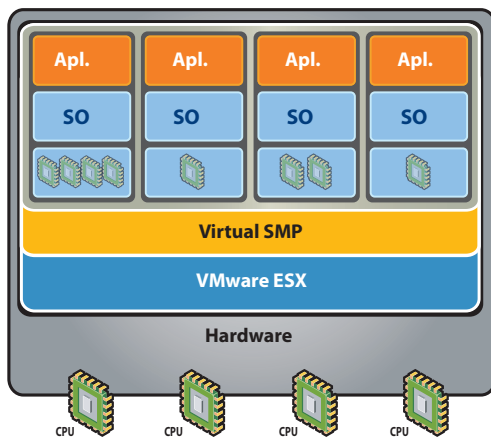 Apl. Apl. Apl. Apl.
SO SO SO SO
Virtual SMP
VMware ESX
Hardware
CPU CPU CPU CPU